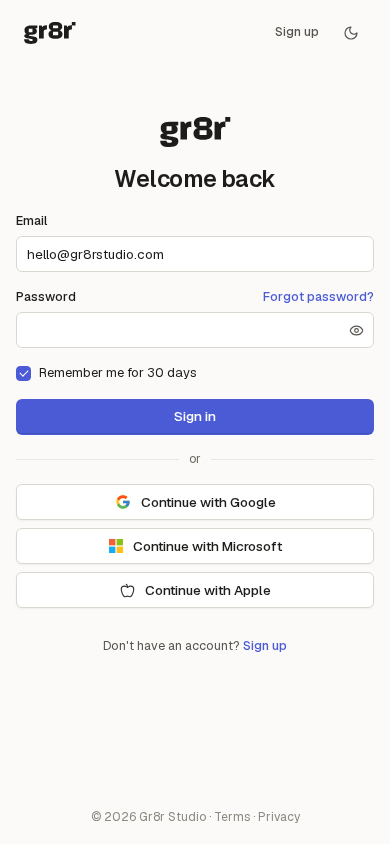 gr8r Sign up
gr8r
Welcome back
Email
hello@gr8rstudio.com
Password Forgot password?
Remember me for 30 days
Sign in
or
Continue with Google
Continue with Microsoft
Continue with Apple
Don't have an account? Sign up
© 2026 Gr8r Studio · Terms · Privacy